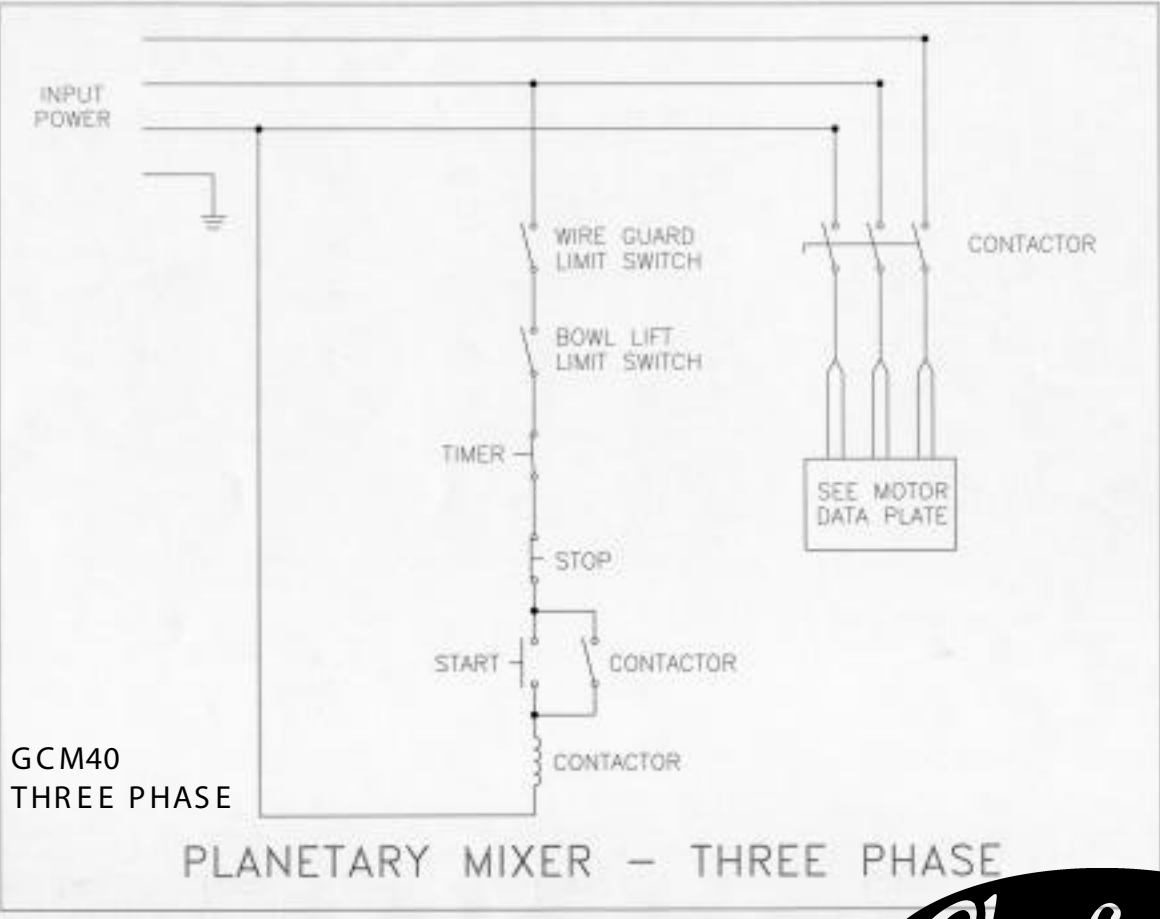 INPUT
POWER
WIRE GUARD
LIMIT SWITCH
CONTACTOR
BOWL LIFT
LIMIT SWITCH
TIMER
SEE MOTOR
DATA PLATE
STOP
START
CONTACTOR
CONTACTOR
GCM40
THREE PHASE
PLANETARY MIXER - THREE PHASE